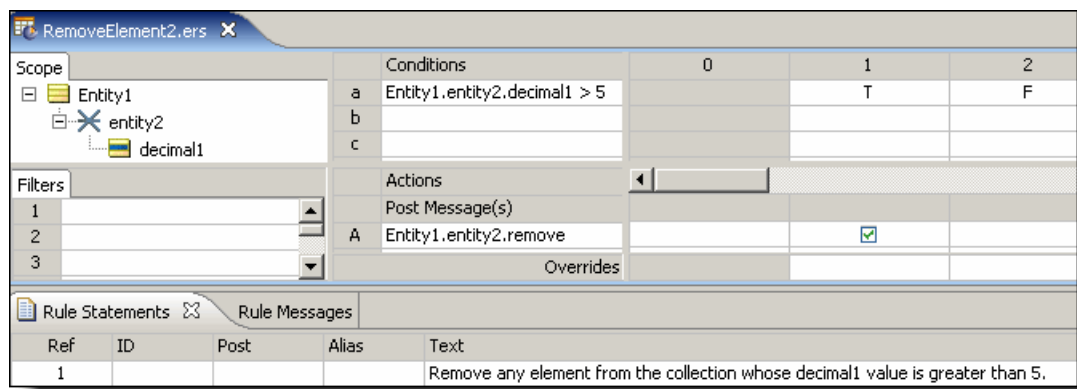 RemoveElement2.ers
Scope
Entity1
entity2
decimal1
Filters
1
2
3
Conditions 0 1 2
a Entity1.entity2.decimal1 > 5 T F
b
c
Actions
Post Message(s)
A Entity1.entity2.remove
Overrides
Rule Statements Rule Messages
Ref ID Post Alias Text
1 Remove any element from the collection whose decimal1 value is greater than 5.